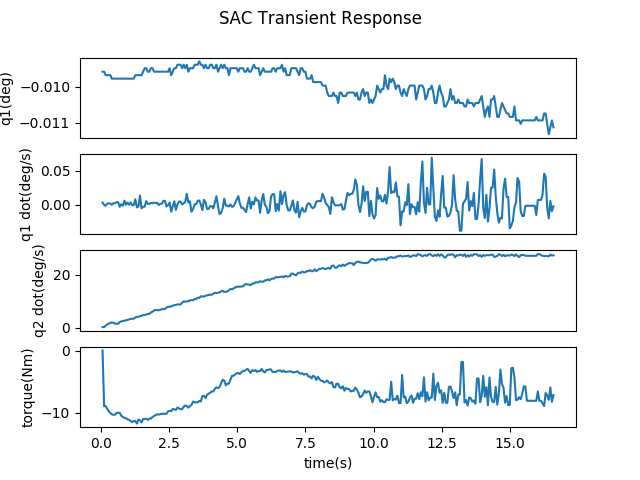 SAC Transient Response
−0.010
−0.011
q1(deg)
0.05
0.00
q1 dot(deg/s)
20
0
q2 dot(deg/s)
0
−10
torque(Nm)
0.0 2.5 5.0 7.5 10.0 12.5 15.0
time(s)